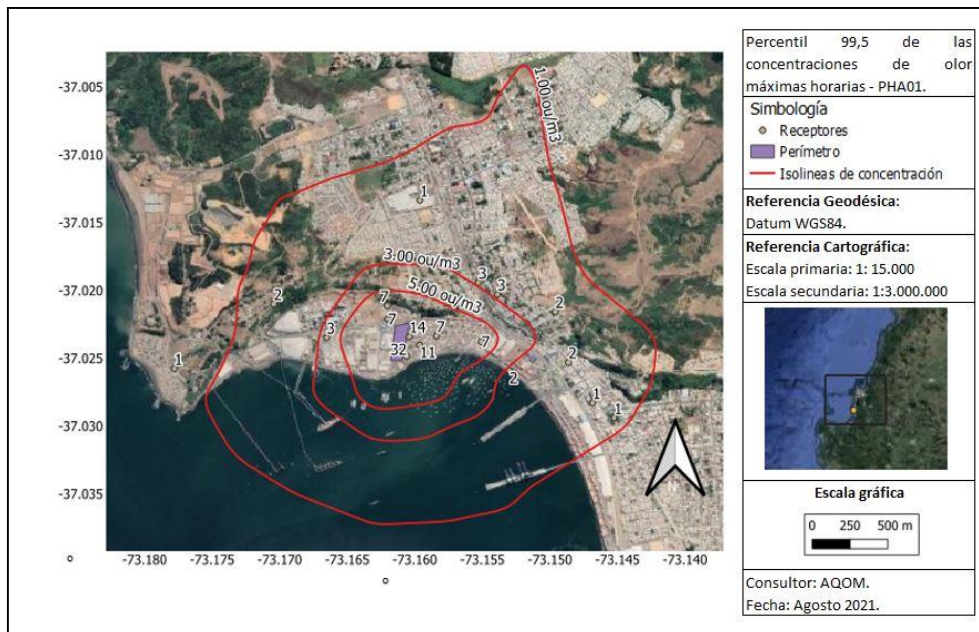 Percentil 99,5 de las
concentraciones de olor
máximas horarias - PHA01.
Simbología
Receptores
Perímetro
Isolineas de concentración
Referencia Geodésica:
Datum WGS84.
Referencia Cartográfica:
Escala primaria: 1: 15.000
Escala secundaria: 1:3.000.000
Escala gráfica
0 250 500 m
Consultor: AQOM.
Fecha: Agosto 2021.
-37.005
-37.010
-37.015
-37.020
-37.025
-37.030
-37.035
1.00 ou/m3
1
3.00 ou/m3
3
3
2
7
5.00 ou/m3
2
7
3
14
7
7
32
11
1
2
2
1
1
-73.180 -73.175 -73.170 -73.165 -73.160 -73.155 -73.150 -73.145 -73.140